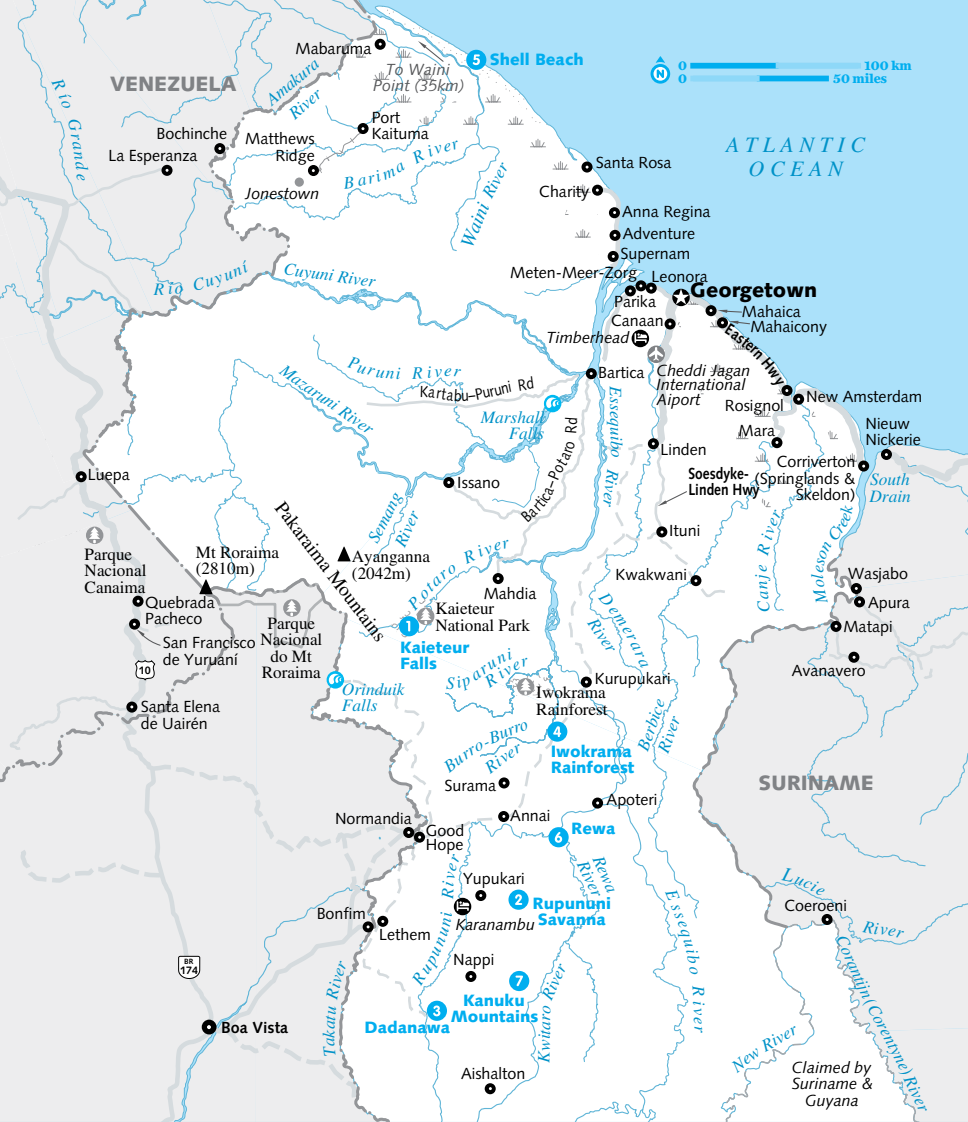 Mabaruma
5 Shell Beach
0 100 km
0 50 miles
N
To Waini
Point (35km)
VENEZUELA
Amakura
River
Río Grande
Port
Kaituma
Bochinche
Matthews
Ridge
La Esperanza
Barima River
Jonestown
Waini River
ATLANTIC
OCEAN
Santa Rosa
Charity
Anna Regina
Adventure
Supernam
Río Cuyuní
Cuyuni River
Meten-Meer-Zorg
Leonora
Georgetown
Parika
Mahaica
Canaan
Mahaicony
Timberhead
Eastern Hwy
Puruni River
Kartabu-Puruni Rd
Bartica
Cheddi Jagan
International
Aiport
Mazaruni River
Marshall
Falls
Essequibo River
Rosignol
New Amsterdam
Bartica-Potaro Rd
Mara
Nieuw
Nickerie
Linden
Luepa
Issano
Soesdyke-
Linden Hwy
Corriverton
(Springlands &
Skeldon)
South
Drain
Semang
River
Pakaraima Mountains
Ituni
Canje River
Moleson Creek
Parque
Nacional
Canaima
Mt Roraima
(2810m)
Ayanganna
(2042m)
Potaro River
Mahdia
Kwakwani
Wasjabo
Apura
Quebrada
Pacheco
Parque
Nacional
do Mt
Roraima
Kaieteur
National Park
Demerara
River
Matapi
San Francisco
de Yuruaní
1
Kaieteur
Falls
10
Avanavero
Siparuni
River
Kurupukari
Orinduik
Falls
Iwokrama
Rainforest
Santa Elena
de Uairén
Burro-Burro
River
4
Iwokrama
Rainforest
Berbice
River
SURINAME
Surama
Apoteri
Annai
Normandia
Good
Hope
6 Rewa
Rewa
River
Yupukari
2 Rupununi
Savanna
Karanambu
Rupununi River
Essequibo River
Lucie
River
Coeroeni
Bonfim
Lethem
BR
174
Nappi
7
Kanuku
Mountains
3
Dadanawa
Kwitaro River
Takatu River
Boa Vista
Corantijn (Corentyne) River
New River
Aishalton
Claimed by
Suriname &
Guyana